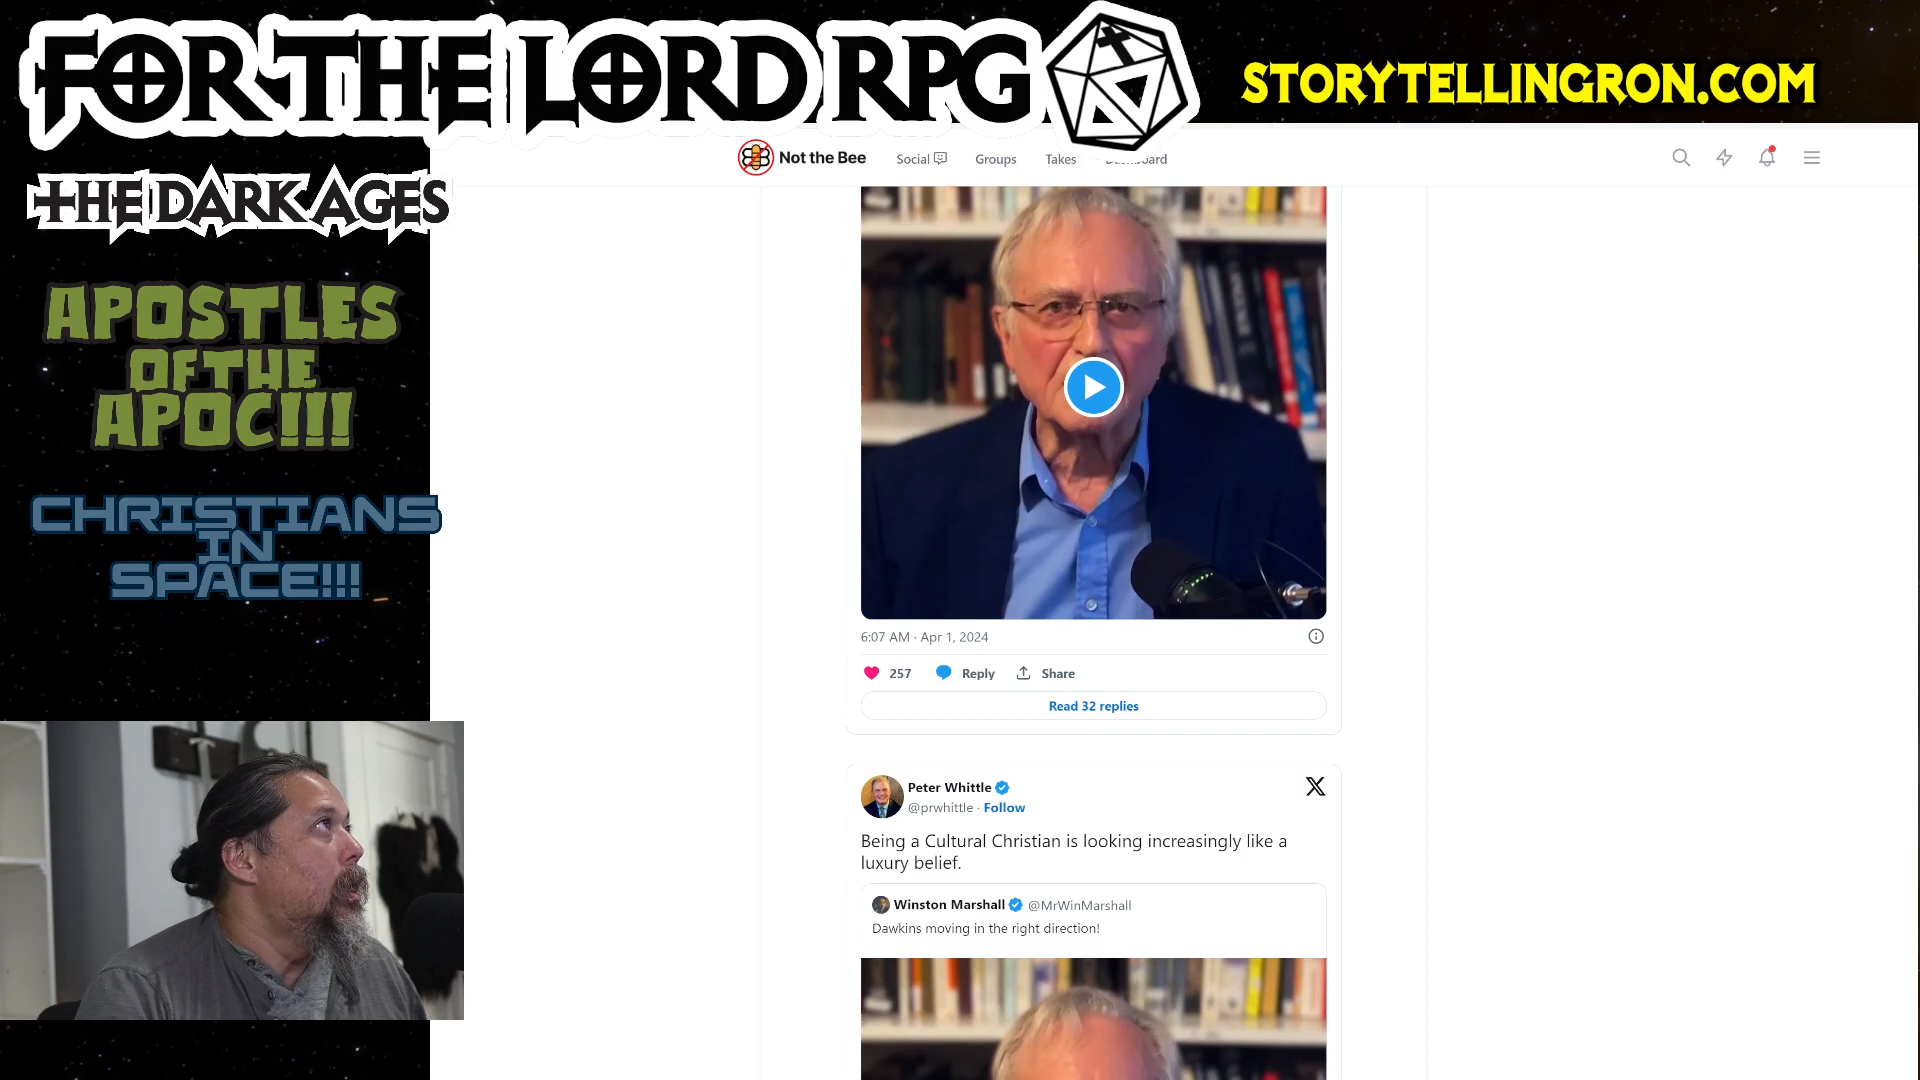 FOR THE LORD RPG
STORYTELLINGRON.COM
THE DARK AGES
APOSTLES
OF THE
APOC!!!
CHRISTIANS
IN
SPACE!!!
Not the Bee
Social
Groups
Takes
Dashboard
6:07 AM · Apr 1, 2024
257
Reply
Share
Read 32 replies
Peter Whittle
@prwhittle · Follow
Being a Cultural Christian is looking increasingly like a
luxury belief.
Winston Marshall @MrWinMarshall
Dawkins moving in the right direction!